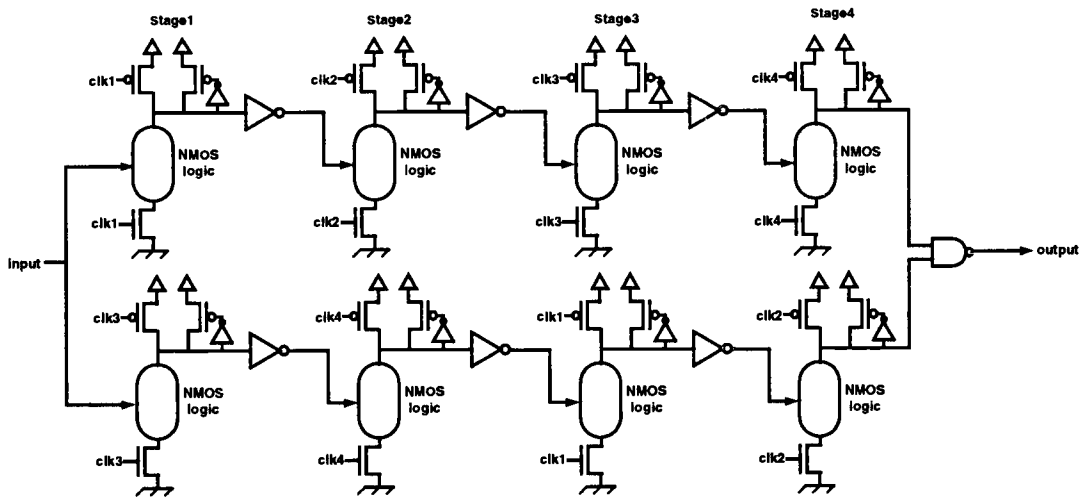 Stage1
Stage2
Stage3
Stage4
clk1
clk2
clk3
clk4
NMOS
logic
NMOS
logic
NMOS
logic
NMOS
logic
clk1
clk2
clk3
clk4
input
output
clk3
clk4
clk1
clk2
NMOS
logic
NMOS
logic
NMOS
logic
NMOS
logic
clk3
clk4
clk1
clk2